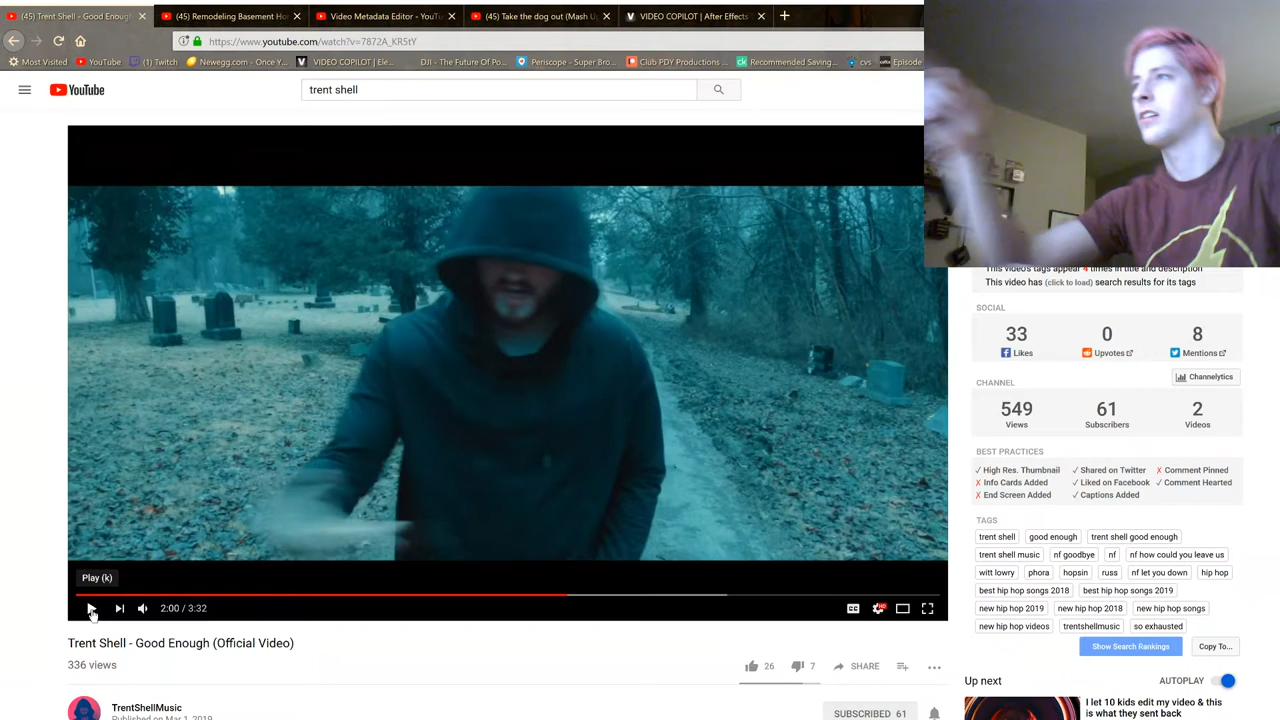 (45) Trent Shell - Good Enough
(45) Remodeling Basement Ho
Video Metadata Editor - YouTu
(45) Take the dog out (Mash U
VIDEO COPILOT | After Effects
https://www.youtube.com/watch?v=7872A_KR5tY
Most Visited
YouTube
(1) Twitch
Newegg.com - Once Y...
VIDEO COPILOT | Ele...
DJI - The Future Of Po...
Periscope - Super Bro...
Club PDY Productions ...
Recommended Saving...
cvs
Episode
YouTube
trent shell
This video's tags appear 4 times in title and description
This video has (click to load) search results for its tags
SOCIAL
33 0 8
Likes Upvotes Mentions
Channelytics
CHANNEL
549 61 2
Views Subscribers Videos
BEST PRACTICES
✓ High Res. Thumbnail ✓ Shared on Twitter ✗ Comment Pinned
✗ Info Cards Added ✓ Liked on Facebook ✓ Comment Hearted
✗ End Screen Added ✓ Captions Added
TAGS
trent shell good enough trent shell good enough
trent shell music nf goodbye nf nf how could you leave us
witt lowry phora hopsin russ nf let you down hip hop
best hip hop songs 2018 best hip hop songs 2019
new hip hop 2019 new hip hop 2018 new hip hop songs
new hip hop videos trentshellmusic so exhausted
Show Search Rankings Copy To...
Play (k)
2:00 / 3:32
CC
HD
Trent Shell - Good Enough (Official Video)
336 views
26 7 SHARE
Up next AUTOPLAY
I let 10 kids edit my video & this
is what they sent back
TrentShellMusic
Published on Mar 1, 2019
SUBSCRIBED 61